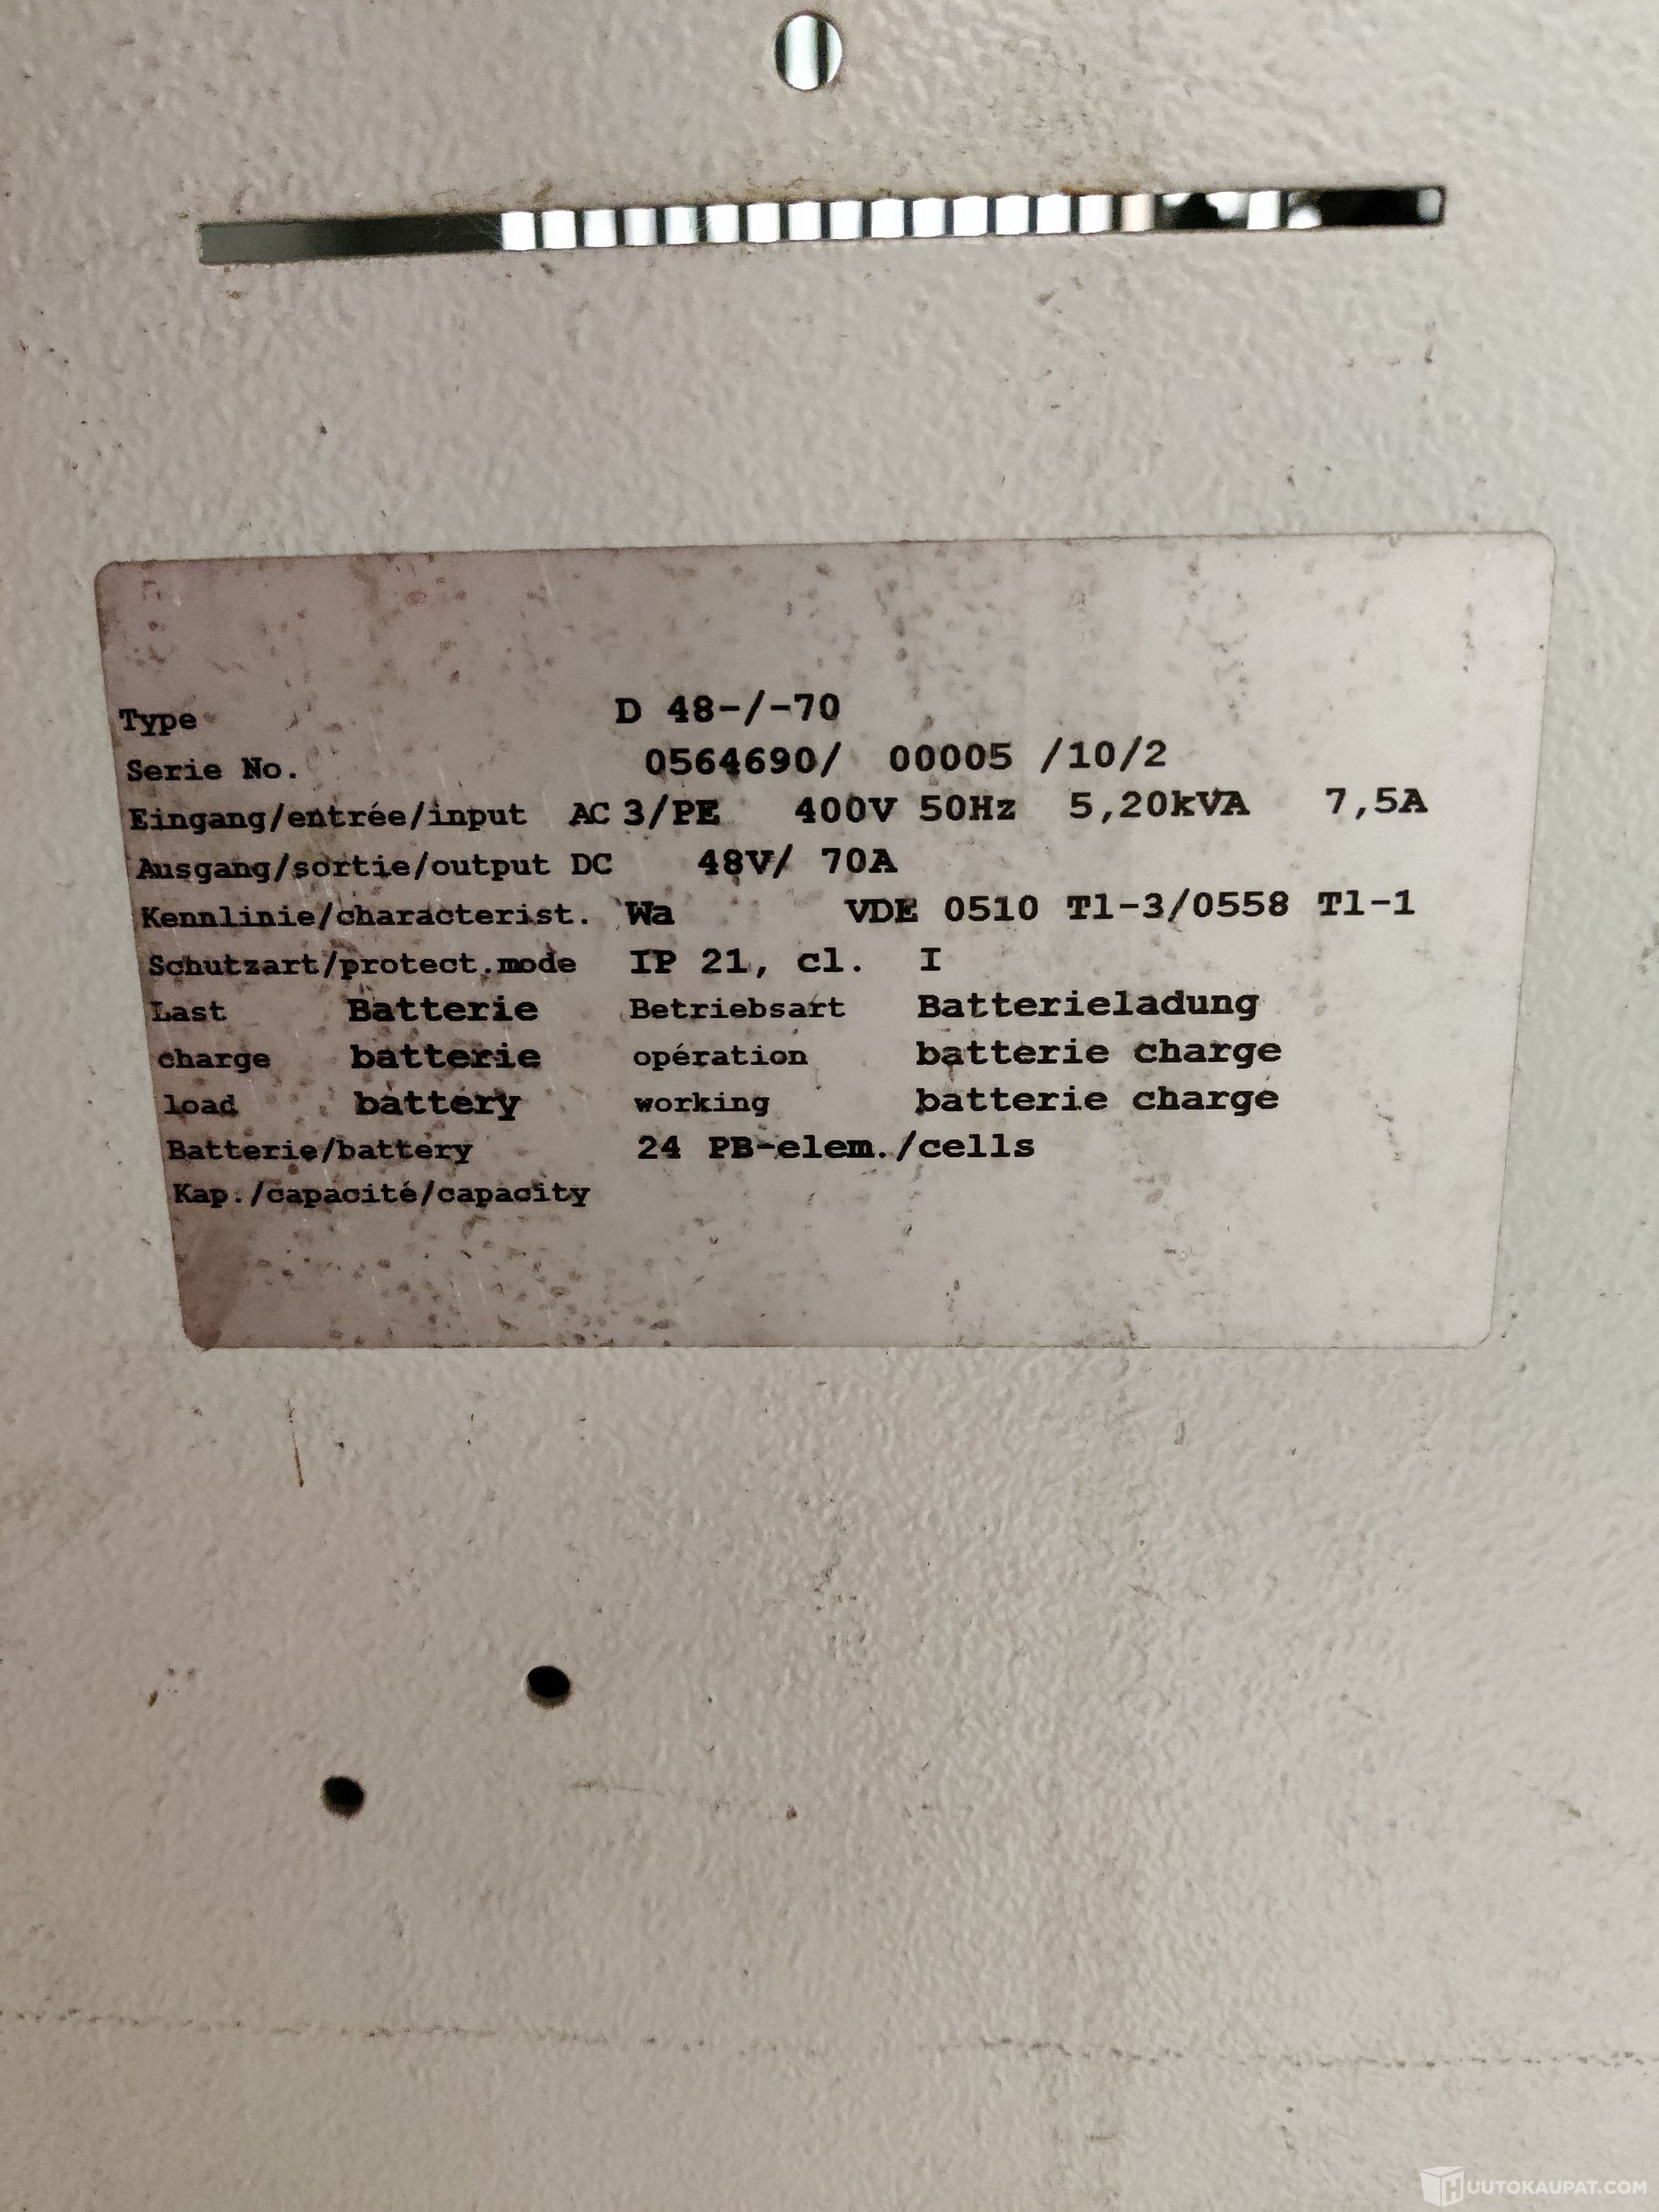 Type D 48-/-70
Serie No. 0564690/ 00005 /10/2
Eingang/entrée/input AC 3/PE 400V 50Hz 5,20kVA 7,5A
Ausgang/sortie/output DC 48V/ 70A
Kennlinie/characterist. Wa VDE 0510 Tl-3/0558 Tl-1
Schutzart/protect.mode IP 21, cl. I
Last Batterie Betriebsart Batterieladung
charge batterie opération batterie charge
load battery working batterie charge
Batterie/battery 24 PB-elem./cells
Kap./capacité/capacity
HUUTOKAUPAT.COM